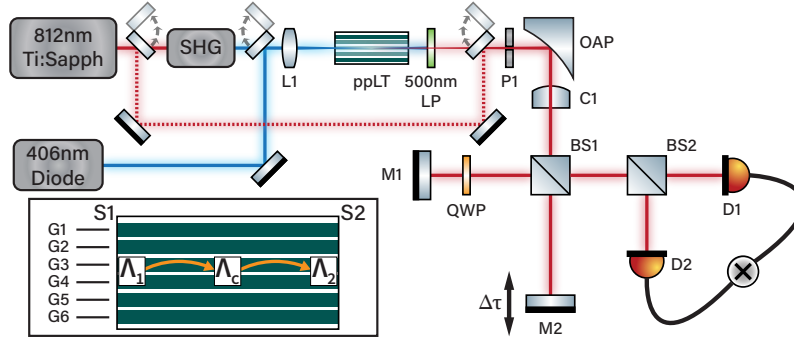 812nm
Ti:Sapph
SHG
L1
ppLT
500nm
LP
P1
OAP
C1
406nm
Diode
M1
QWP
BS1
BS2
D1
D2
Δτ
M2
S1
S2
G1
G2
G3
G4
G5
G6
Λ1
Λc
Λ2